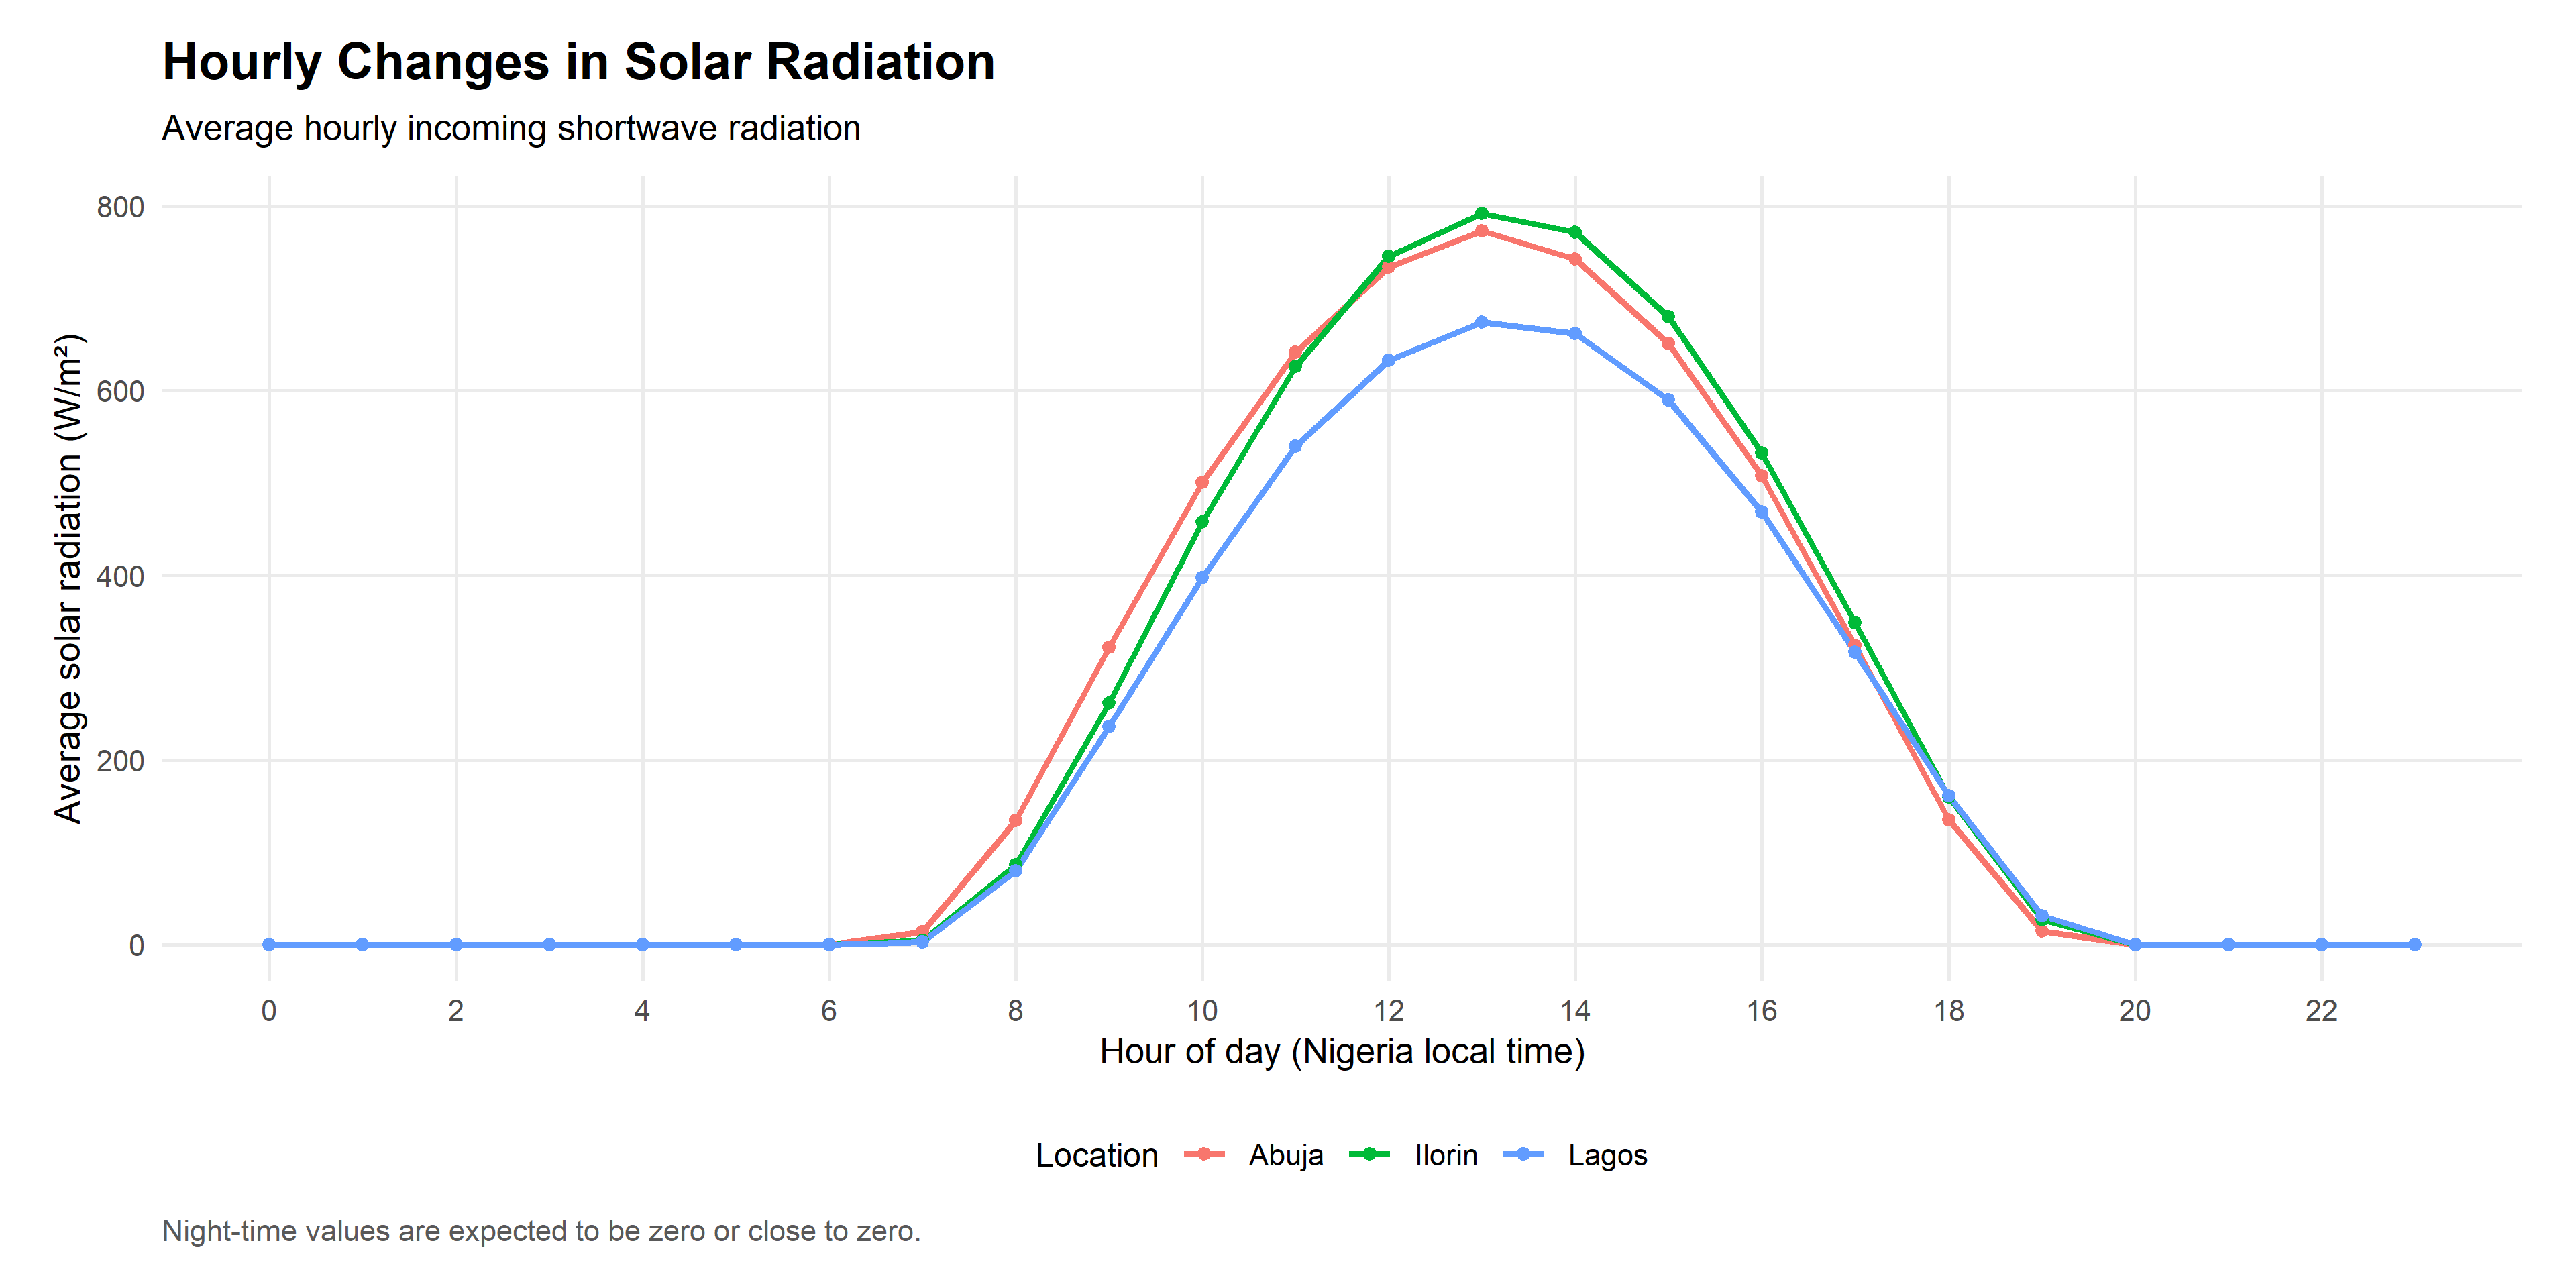 Hourly Changes in Solar Radiation
Average hourly incoming shortwave radiation
Average solar radiation (W/m²)
800
600
400
200
0
0 2 4 6 8 10 12 14 16 18 20 22
Hour of day (Nigeria local time)
Location Abuja Ilorin Lagos
Night-time values are expected to be zero or close to zero.